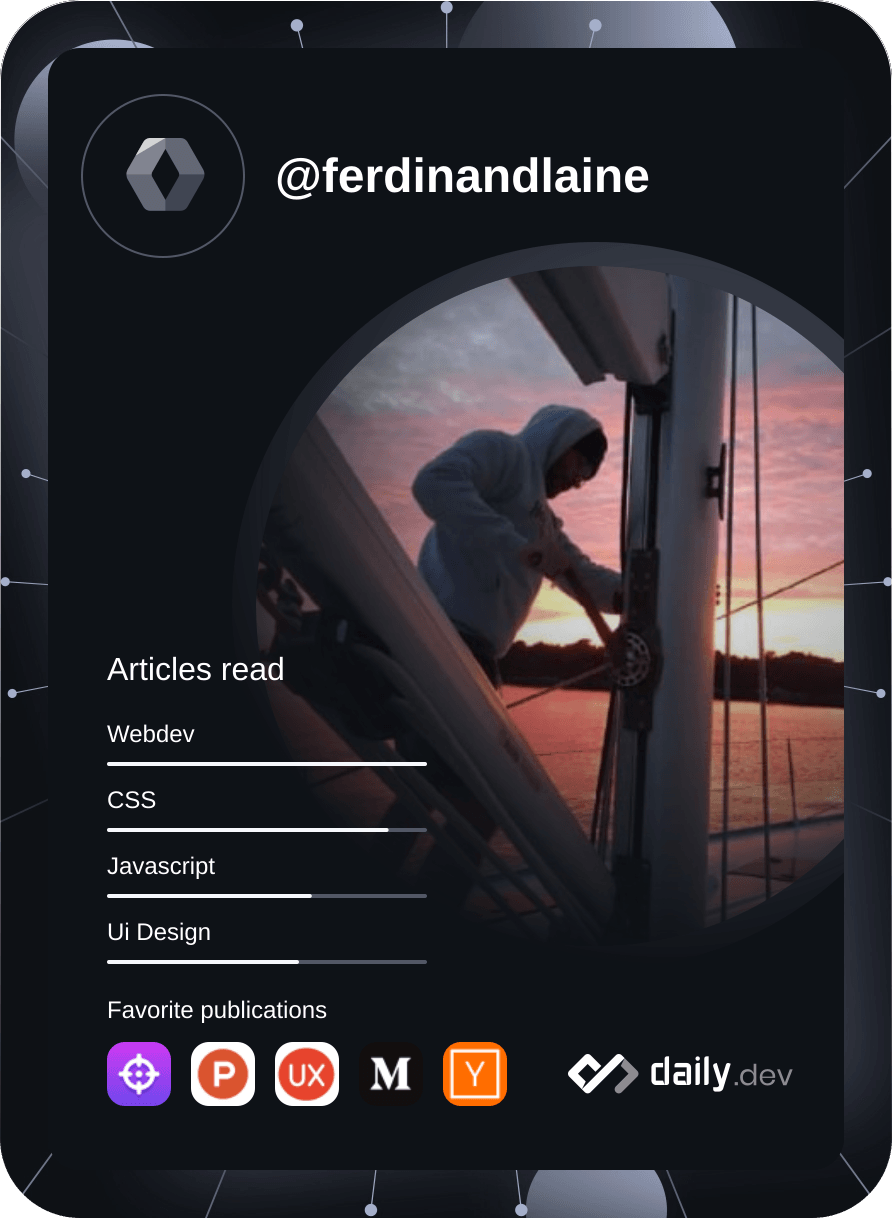 @ferdinandlaine
Articles read
Webdev
CSS
Javascript
Ui Design
Favorite publications
P
UX
M
Y
daily.dev